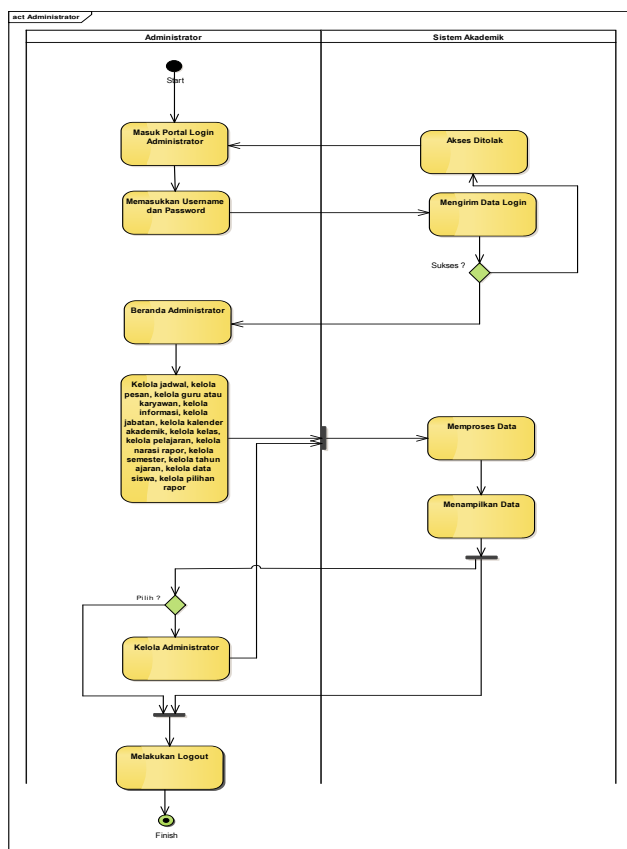 act Administrator
Administrator
Sistem Akademik
Start
Masuk Portal Login
Administrator
Akses Ditolak
Memasukkan Username
dan Password
Mengirim Data Login
Sukses ?
Beranda Administrator
Kelola jadwal, kelola
pesan, kelola guru atau
karyawan, kelola
informasi, kelola
jabatan, kelola kalender
akademik, kelola kelas,
kelola pelajaran, kelola
narasi rapor, kelola
semester, kelola tahun
ajaran, kelola data
siswa, kelola pilihan
rapor
Memproses Data
Menampilkan Data
Pilih ?
Kelola Administrator
Melakukan Logout
Finish